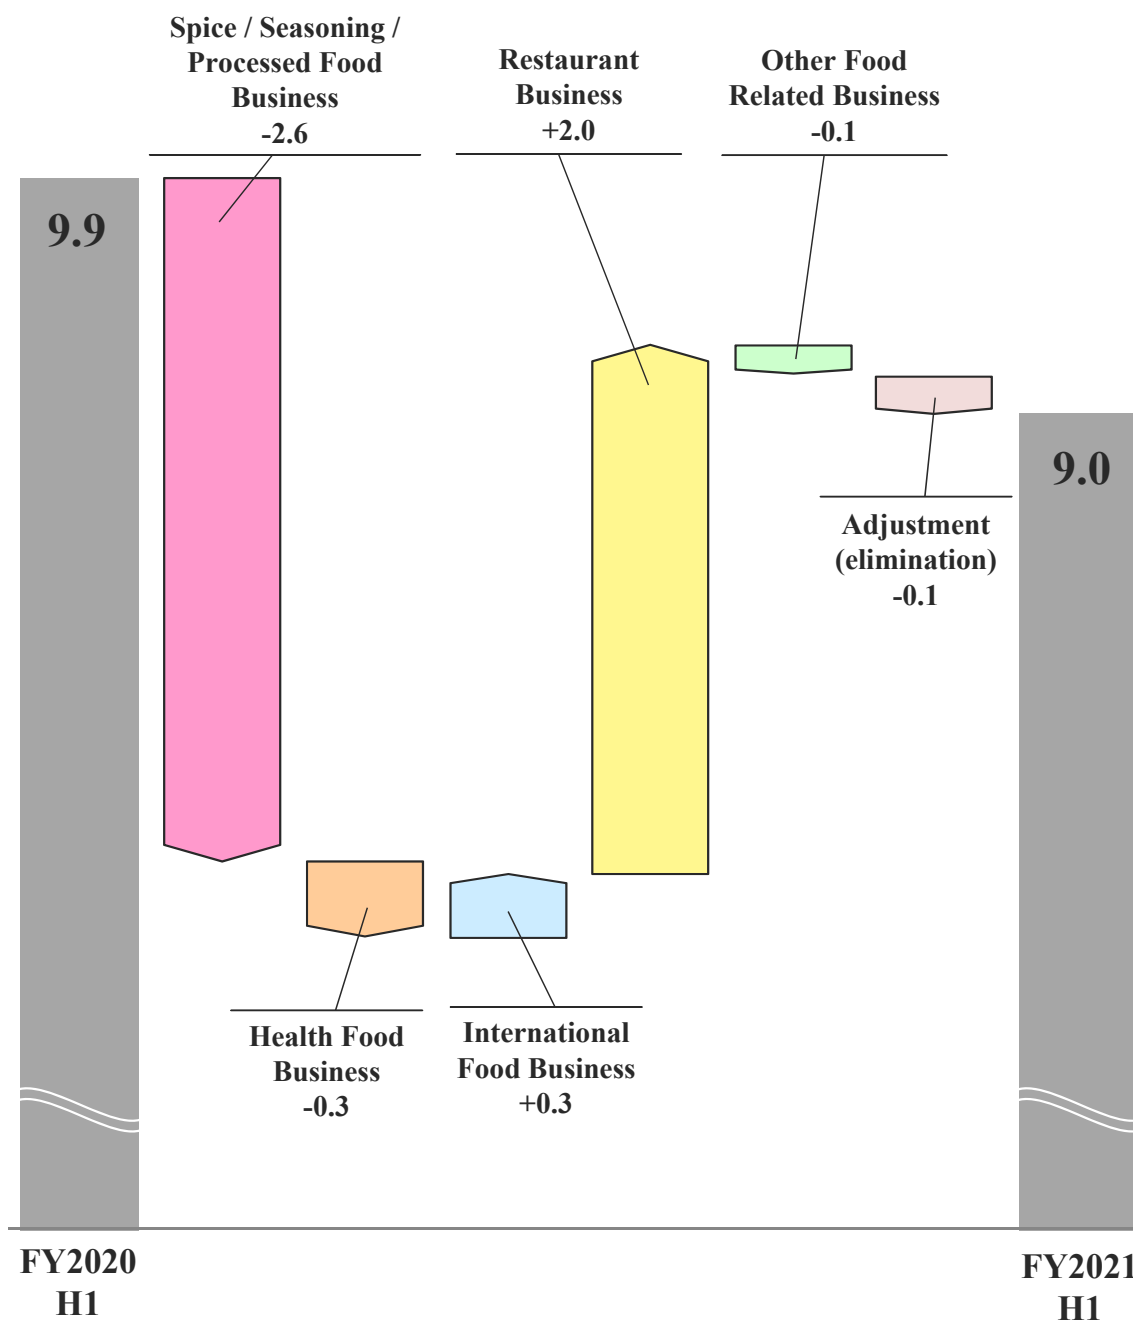 Spice / Seasoning /
Processed Food
Business
-2.6
Restaurant
Business
+2.0
Other Food
Related Business
-0.1
9.9
9.0
Adjustment
(elimination)
-0.1
Health Food
Business
-0.3
International
Food Business
+0.3
FY2020
H1
FY2021
H1